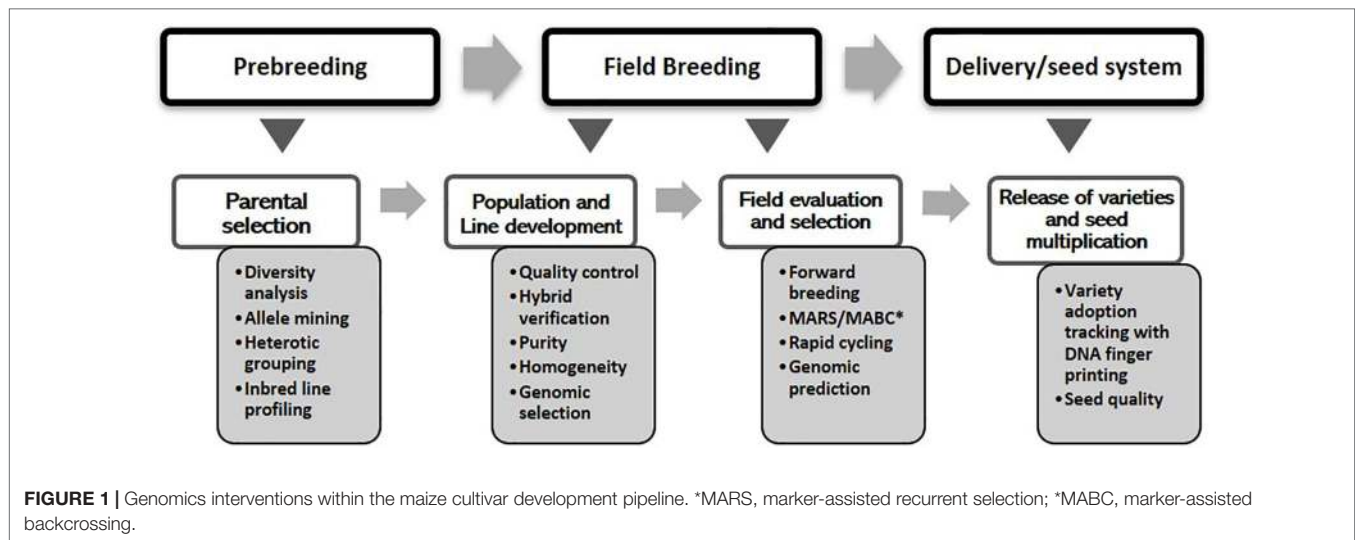 Prebreeding
Field Breeding
Delivery/seed system
Parental
selection
Population and
Line development
Field evaluation
and selection
Release of varieties
and seed
multiplication
•Diversity
analysis
•Allele mining
•Heterotic
grouping
•Inbred line
profiling
•Quality control
•Hybrid
verification
•Purity
•Homogeneity
•Genomic
selection
•Forward
breeding
•MARS/MABC*
•Rapid cycling
•Genomic
prediction
•Variety
adoption
tracking with
DNA finger
printing
•Seed quality
FIGURE 1 | Genomics interventions within the maize cultivar development pipeline. *MARS, marker-assisted recurrent selection; *MABC, marker-assisted
backcrossing.